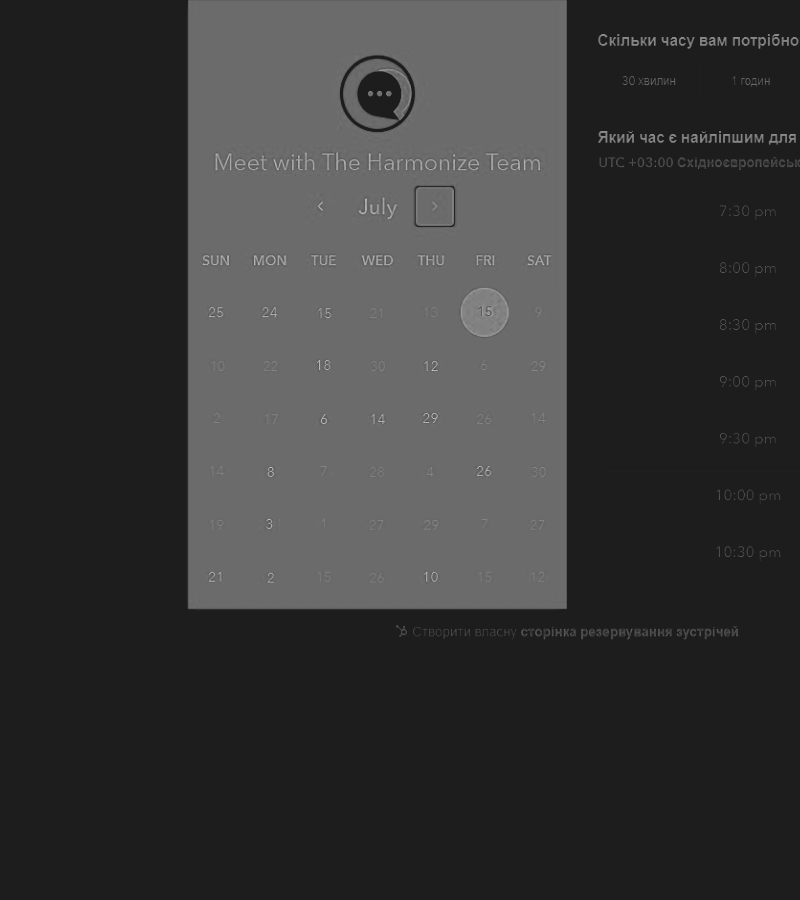 Meet with The Harmonize Team
July
SUN MON TUE WED THU FRI SAT
25 24 15 21 13 15 9
10 22 18 30 12 6 29
2 17 6 14 29 26 14
14 8 7 28 4 26 30
19 3 1 27 29 7 27
21 2 15 26 10 15 12
Скільки часу вам потрібно
30 хвилин 1 годин
Який час є найліпшим для
UTC +03:00 Східноєвропейськ
7:30 pm
8:00 pm
8:30 pm
9:00 pm
9:30 pm
10:00 pm
10:30 pm
Створити власну сторінка резервування зустрічей